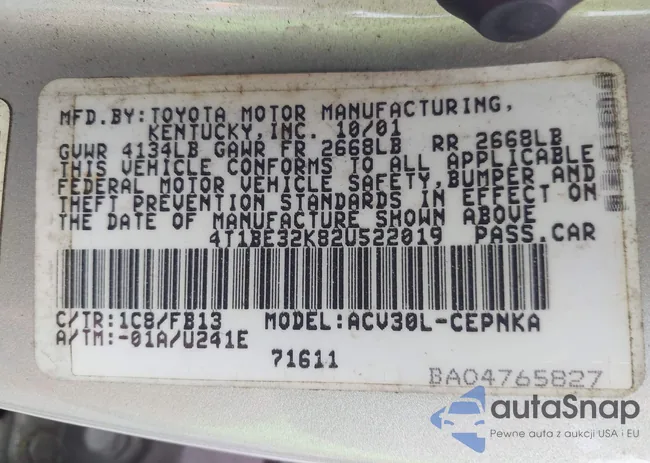 MFD.BY:TOYOTA MOTOR MANUFACTURING,
KENTUCKY,INC. 10/01
GVWR 4134LB GAWR FR 2668LB RR 2668LB
THIS VEHICLE CONFORMS TO ALL APPLICABLE
FEDERAL MOTOR VEHICLE SAFETY,BUMPER AND
THEFT PREVENTION STANDARDS IN EFFECT ON
THE DATE OF MANUFACTURE SHOWN ABOVE
4T1BE32K82U522019 PASS.CAR
C/TR:1C8/FB13 MODEL:ACV30L-CEPNKA
A/TM:-01A/U241E
71611
BA04765827
autaSnap
Pewne auta z aukcji USA i EU